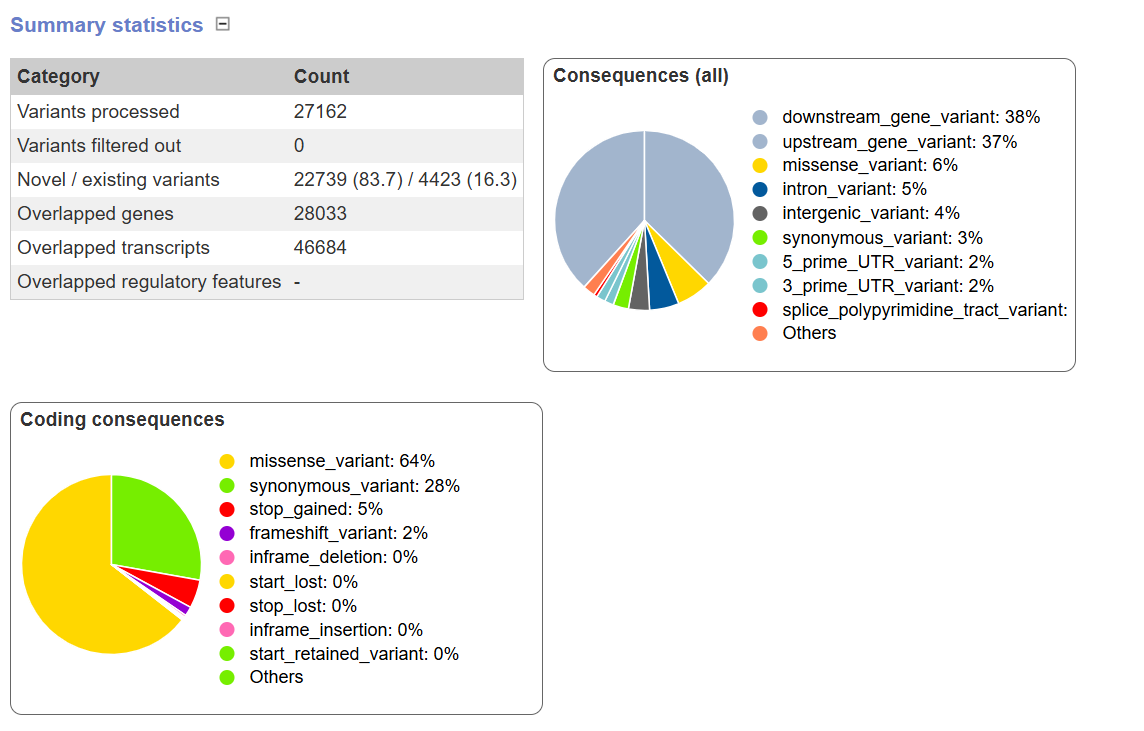 Summary statistics
Category Count
Variants processed 27162
Variants filtered out 0
Novel / existing variants 22739 (83.7) / 4423 (16.3)
Overlapped genes 28033
Overlapped transcripts 46684
Overlapped regulatory features -
Consequences (all)
downstream_gene_variant: 38%
upstream_gene_variant: 37%
missense_variant: 6%
intron_variant: 5%
intergenic_variant: 4%
synonymous_variant: 3%
5_prime_UTR_variant: 2%
3_prime_UTR_variant: 2%
splice_polypyrimidine_tract_variant:
Others
Coding consequences
missense_variant: 64%
synonymous_variant: 28%
stop_gained: 5%
frameshift_variant: 2%
inframe_deletion: 0%
start_lost: 0%
stop_lost: 0%
inframe_insertion: 0%
start_retained_variant: 0%
Others